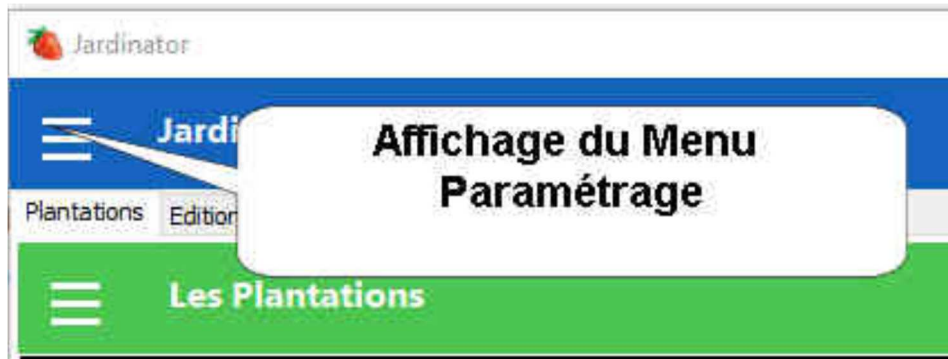 Jardinator
Jardi
Affichage du Menu
Paramétrage
Plantations Edition
Les Plantations